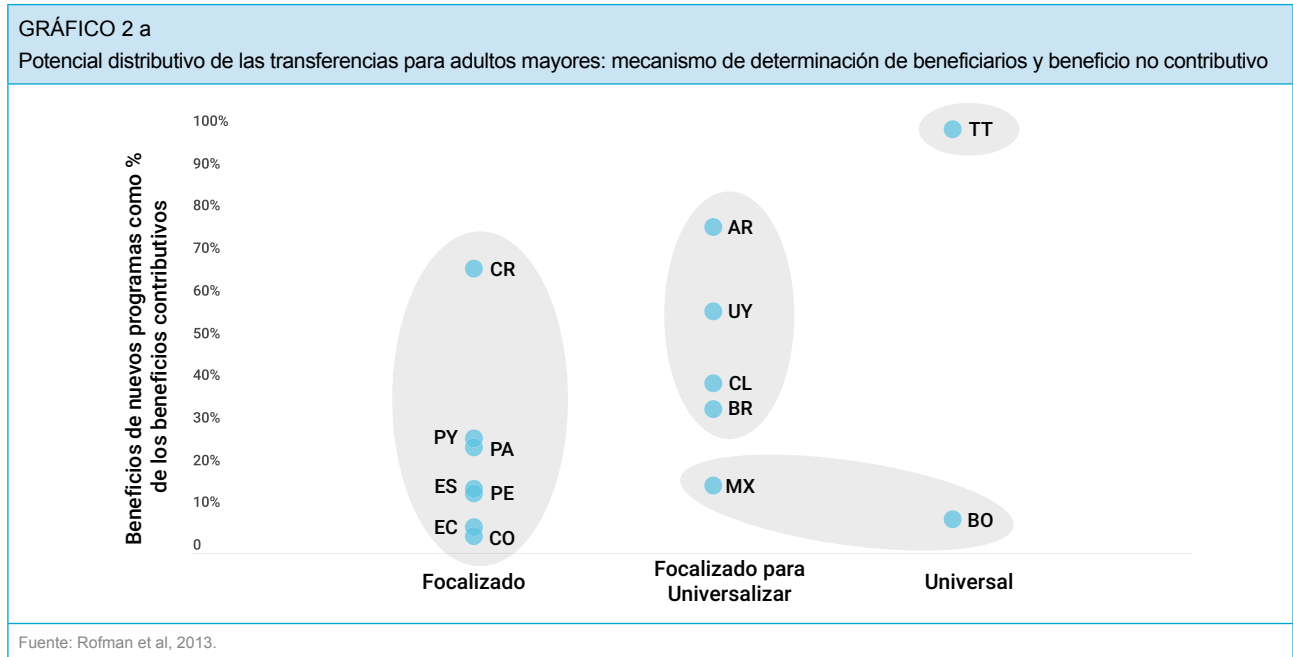 GRÁFICO 2 a
Potencial distributivo de las transferencias para adultos mayores: mecanismo de determinación de beneficiarios y beneficio no contributivo
Beneficios de nuevos programas como %
de los beneficios contributivos
100%
90%
80%
70%
60%
50%
40%
30%
20%
10%
0
TT
AR
CR
UY
CL
BR
PY
PA
ES
PE
MX
EC
CO
BO
Focalizado
Focalizado para
Universalizar
Universal
Fuente: Rofman et al, 2013.